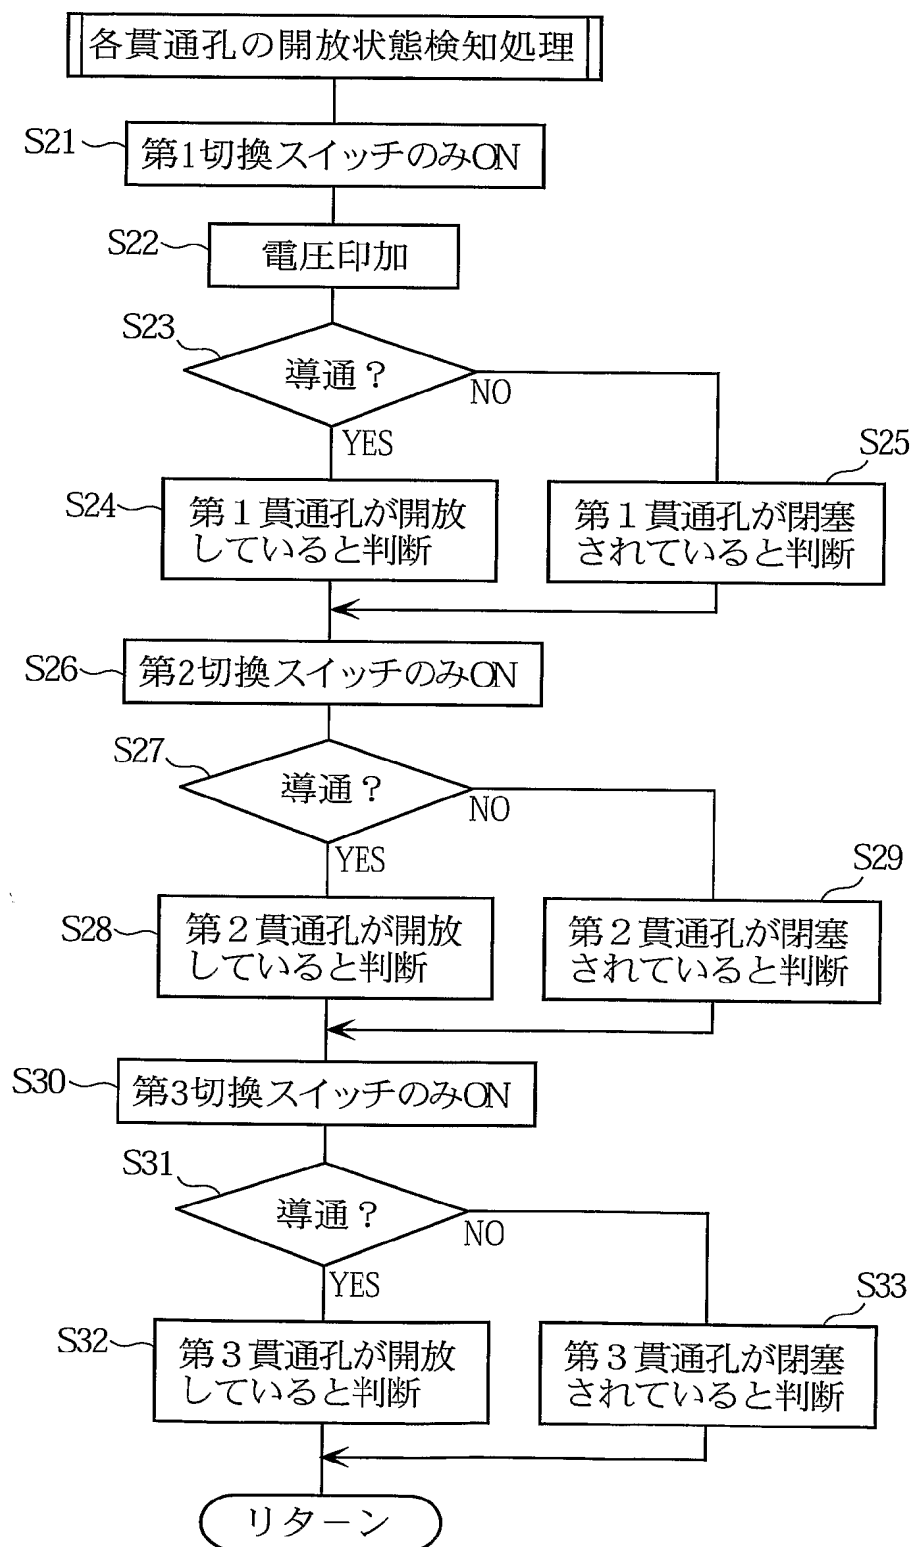 各貫通孔の開放状態検知処理
S21
第1切換スイッチのみON
S22
電圧印加
S23
導通？
NO
YES
S24
第１貫通孔が開放
していると判断
S25
第１貫通孔が閉塞
されていると判断
S26
第2切換スイッチのみON
S27
導通？
NO
YES
S28
第２貫通孔が開放
していると判断
S29
第２貫通孔が閉塞
されていると判断
S30
第3切換スイッチのみON
S31
導通？
NO
YES
S32
第３貫通孔が開放
していると判断
S33
第３貫通孔が閉塞
されていると判断
リターン